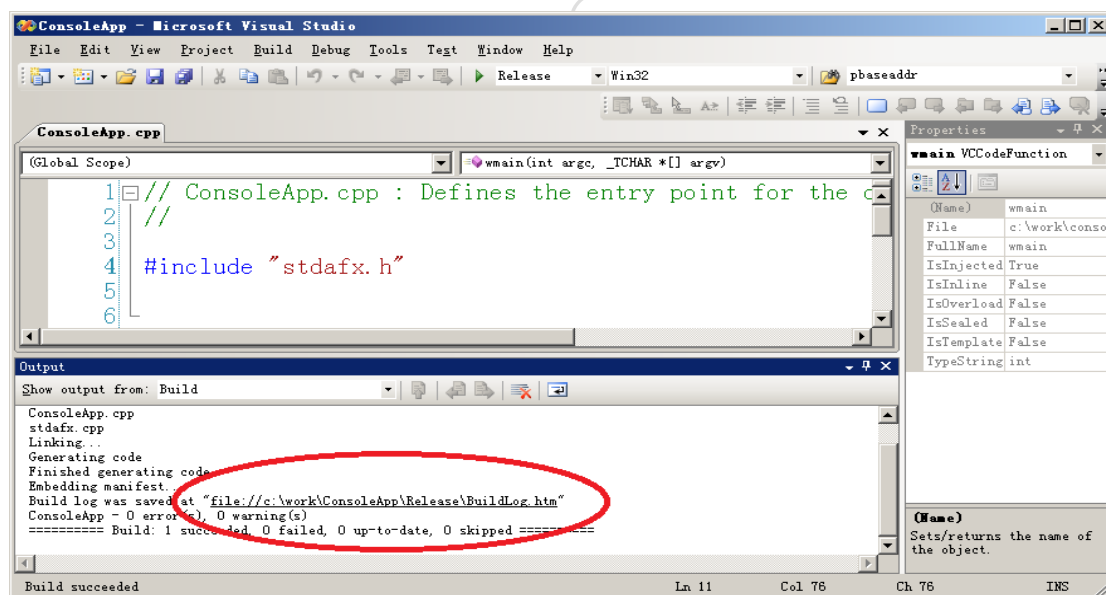 ConsoleApp - Microsoft Visual Studio
File Edit View Project Build Debug Tools Test Window Help
Release Win32 pbaseaddr
ConsoleApp.cpp
(Global Scope) wmain(int argc, _TCHAR *[] argv)
1 // ConsoleApp.cpp : Defines the entry point for the
2 //
3
4 #include "stdafx.h"
5
6
Properties
wmain VCCodeFunction
(Name) wmain
File c:\work\conso
FullName wmain
IsInjected True
IsInline False
IsOverload False
IsSealed False
IsTemplate False
TypeString int
(Name)
Sets/returns the name of
the object.
Output
Show output from: Build
ConsoleApp.cpp
stdafx.cpp
Linking...
Generating code
Finished generating code
Embedding manifest...
Build log was saved at "file://c:\work\ConsoleApp\Release\BuildLog.htm"
ConsoleApp - 0 error(s), 0 warning(s)
========== Build: 1 succeeded, 0 failed, 0 up-to-date, 0 skipped ==========
Build succeeded Ln 11 Col 76 Ch 76 INS